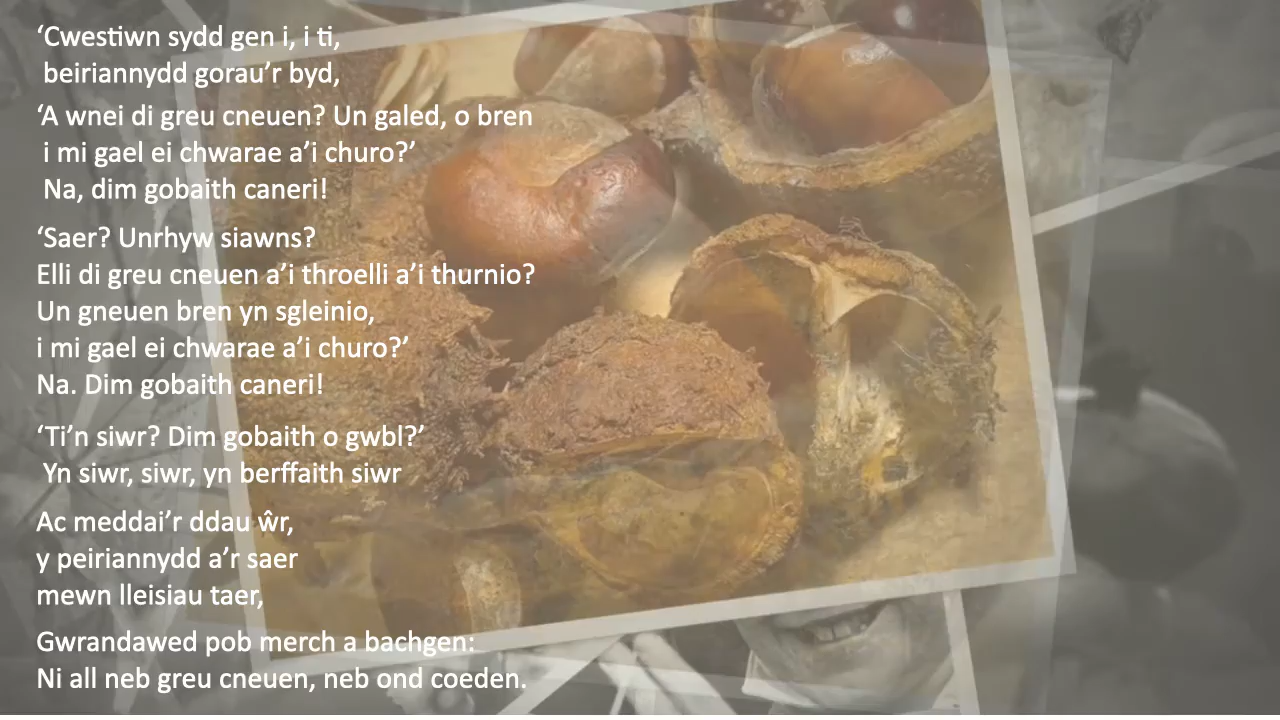 ‘Cwestiwn sydd gen i, i ti,
beiriannydd gorau’r byd,
‘A wnei di greu cneuen? Un galed, o bren
i mi gael ei chwarae a’i churo?’
Na, dim gobaith caneri!
‘Saer? Unrhyw siawns?
Elli di greu cneuen a’i throelli a’i thurnio?
Un gneuen bren yn sgleinio,
i mi gael ei chwarae a’i churo?’
Na. Dim gobaith caneri!
‘Ti’n siwr? Dim gobaith o gwbl?’
Yn siwr, siwr, yn berffaith siwr
Ac meddai’r ddau ŵr,
y peiriannydd a’r saer
mewn lleisiau taer,
Gwrandawed pob merch a bachgen:
Ni all neb greu cneuen, neb ond coeden.